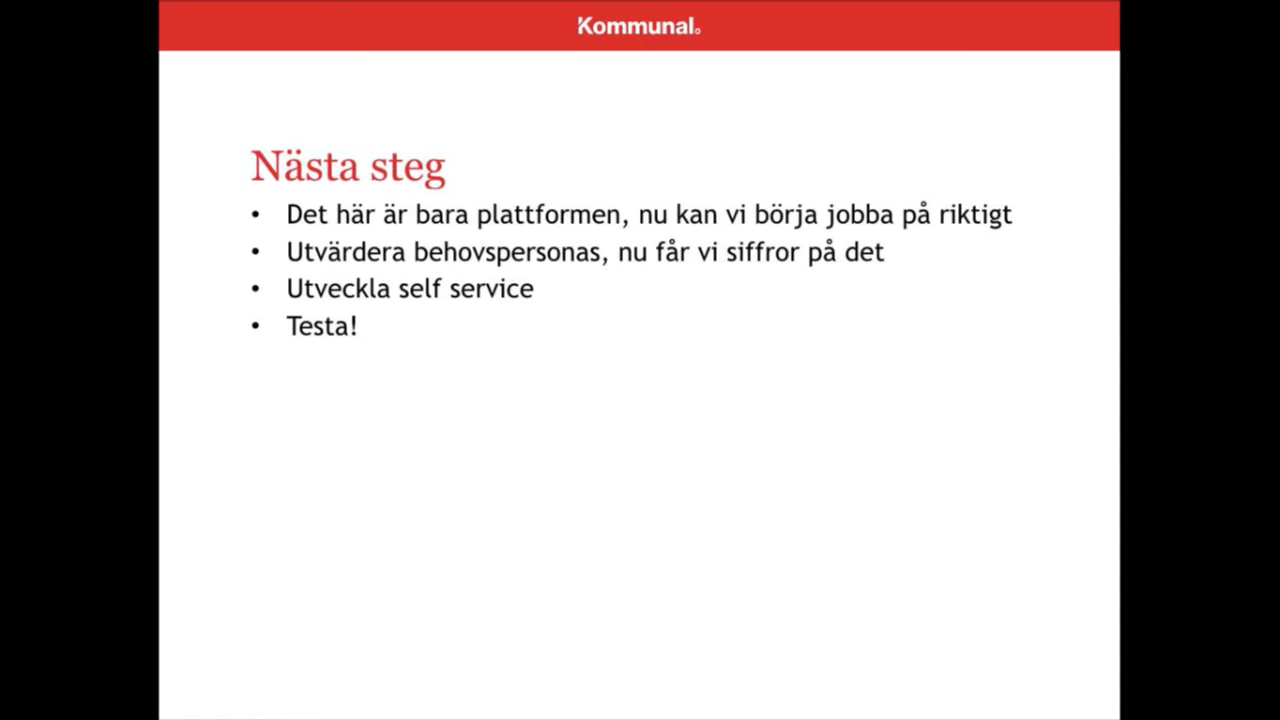 Kommunal.
Nästa steg
• Det här är bara plattformen, nu kan vi börja jobba på riktigt
• Utvärdera behovspersonas, nu får vi siffror på det
• Utveckla self service
• Testa!